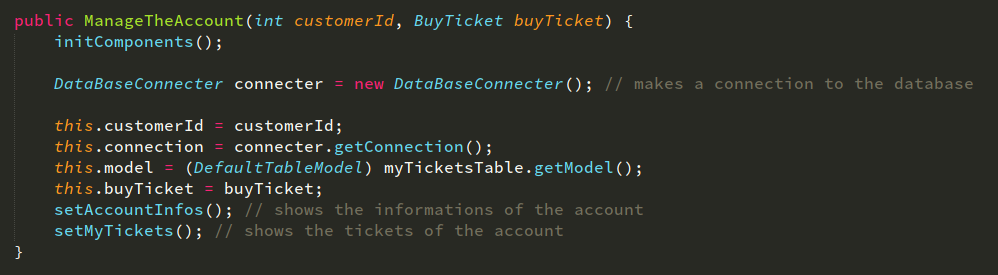 public ManageTheAccount(int customerId, BuyTicket buyTicket) {
    initComponents();

    DataBaseConnecter connecter = new DataBaseConnecter(); // makes a connection to the database

    this.customerId = customerId;
    this.connection = connecter.getConnection();
    this.model = (DefaultTableModel) myTicketsTable.getModel();
    this.buyTicket = buyTicket;
    setAccountInfos(); // shows the informations of the account
    setMyTickets(); // shows the tickets of the account
}